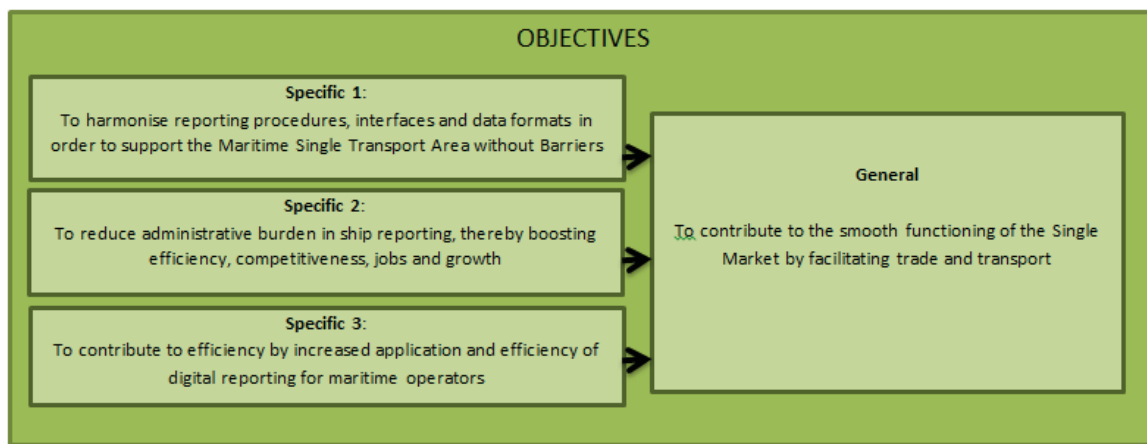 OBJECTIVES
Specific 1:
To harmonise reporting procedures, interfaces and data formats in
order to support the Maritime Single Transport Area without Barriers
Specific 2:
To reduce administrative burden in ship reporting, thereby boosting
efficiency, competitiveness, jobs and growth
Specific 3:
To contribute to efficiency by increased application and efficiency of
digital reporting for maritime operators
General
To contribute to the smooth functioning of the Single
Market by facilitating trade and transport